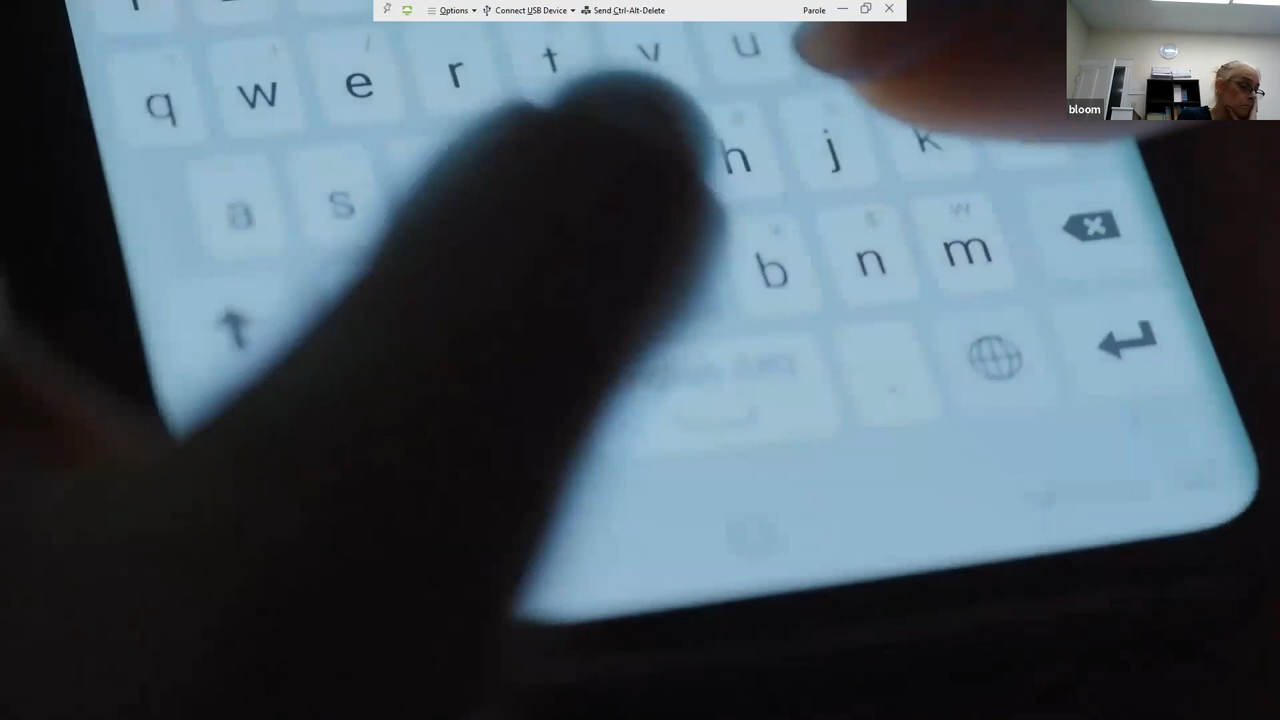 Options Connect USB Device Send Ctrl-Alt-Delete Parole
bloom
q w e r t y u
a s h j k
b n m
w
.